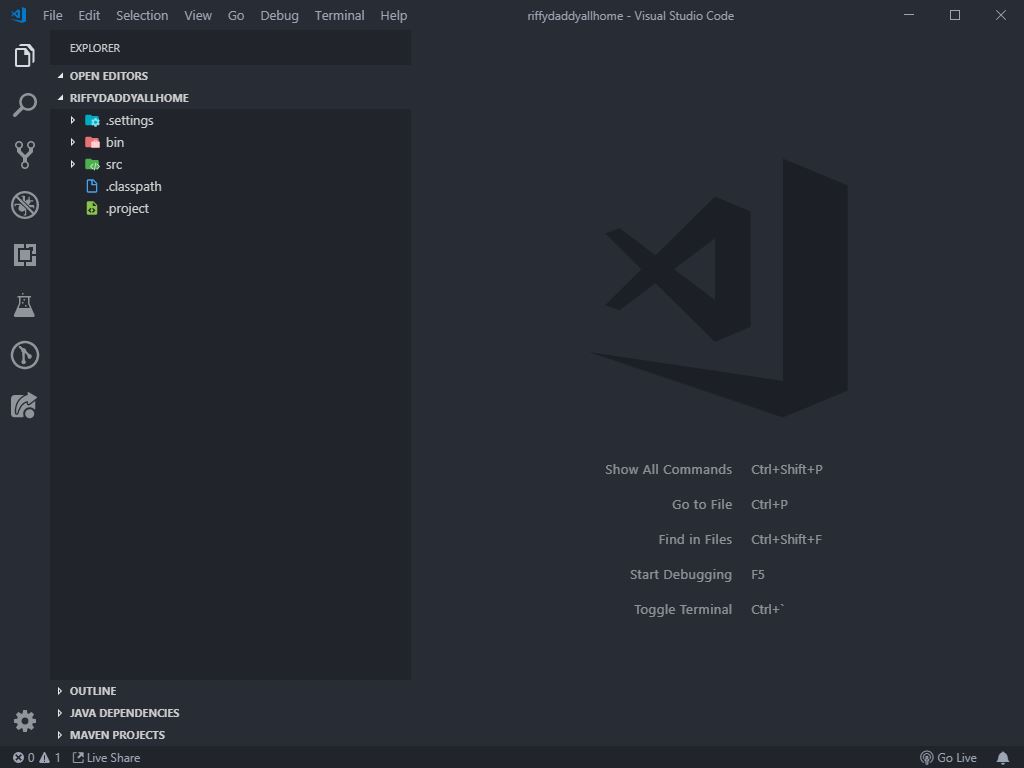 File Edit Selection View Go Debug Terminal Help riffydaddyallhome - Visual Studio Code
EXPLORER
OPEN EDITORS
RIFFYDADDYALLHOME
.settings
bin
src
.classpath
.project
Show All Commands Ctrl+Shift+P
Go to File Ctrl+P
Find in Files Ctrl+Shift+F
Start Debugging F5
Toggle Terminal Ctrl+`
OUTLINE
JAVA DEPENDENCIES
MAVEN PROJECTS
0 1 Live Share Go Live